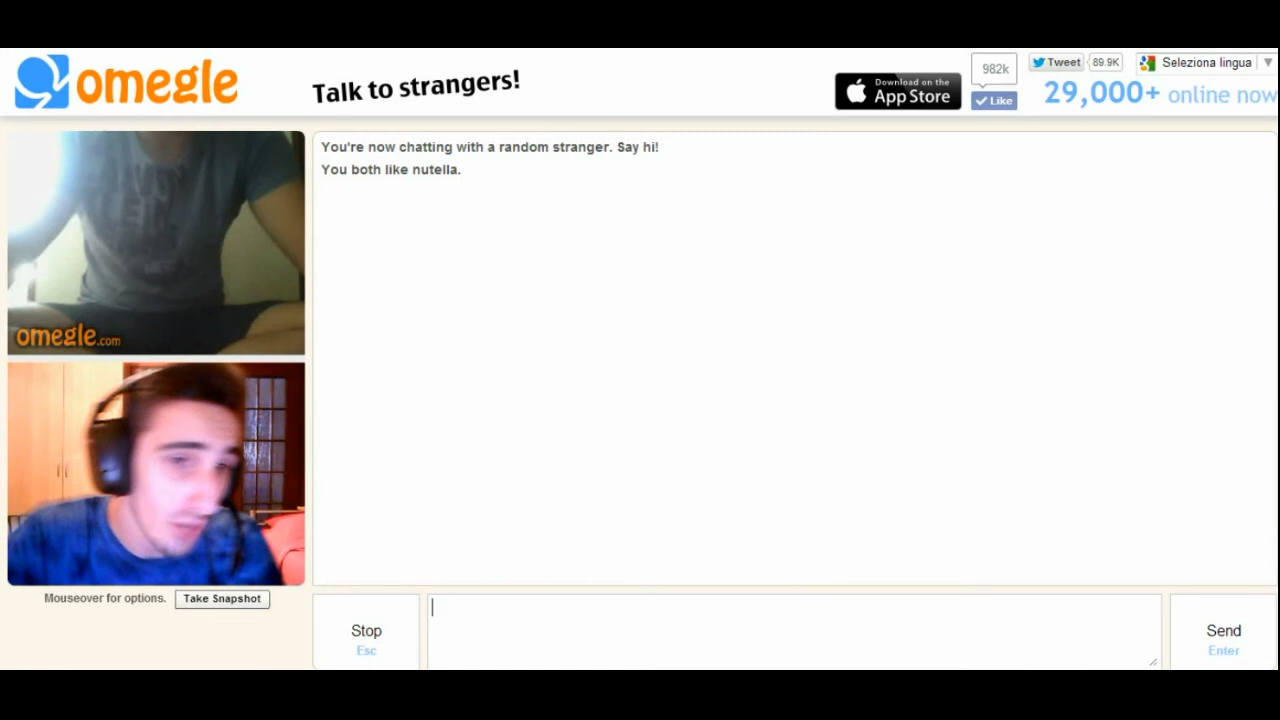 omegle
Talk to strangers!
Download on the
App Store
982k
Like
Tweet
89.9K
Seleziona lingua
29,000+ online now
You're now chatting with a random stranger. Say hi!
You both like nutella.
omegle.com
Mouseover for options.
Take Snapshot
Stop
Esc
Send
Enter